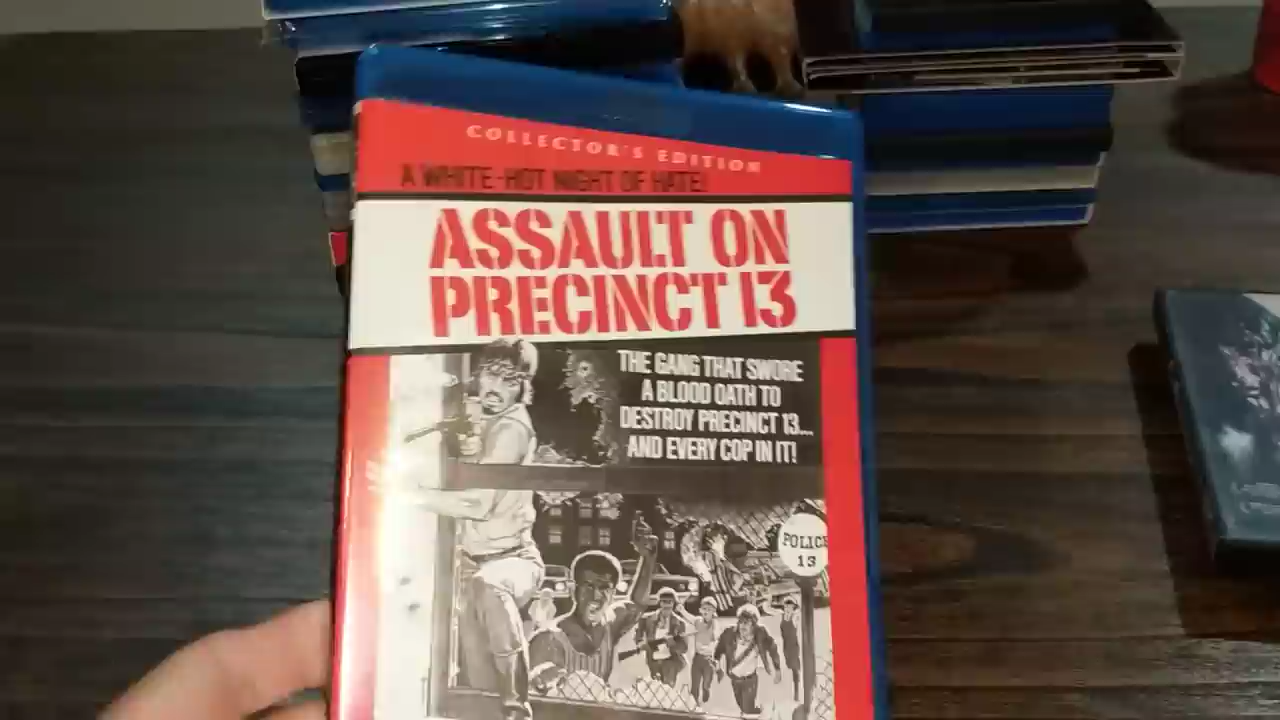 COLLECTOR'S EDITION
A WHITE-HOT NIGHT OF HATE!
ASSAULT ON
PRECINCT 13
THE GANG THAT SWORE
A BLOOD OATH TO
DESTROY PRECINCT 13...
AND EVERY COP IN IT!
POLICE
13